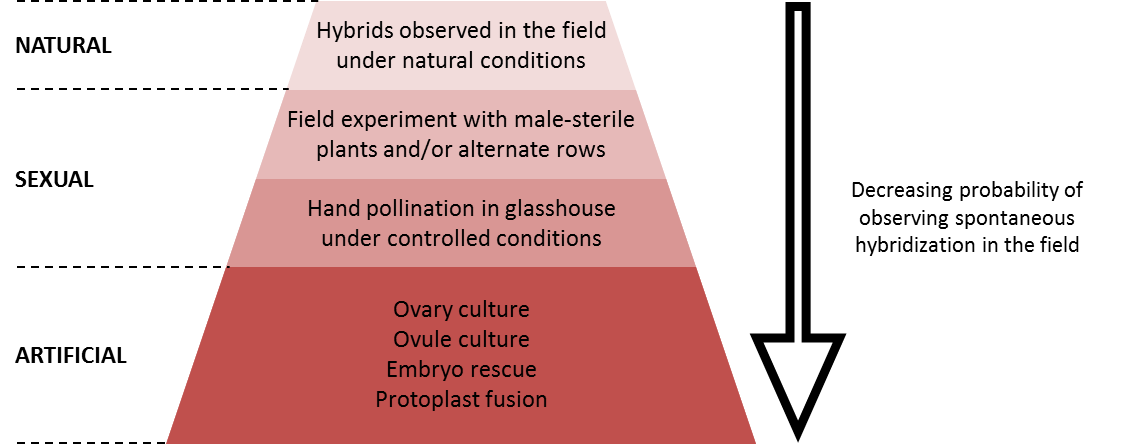 NATURAL
Hybrids observed in the field
under natural conditions
SEXUAL
Field experiment with male-sterile
plants and/or alternate rows
Hand pollination in glasshouse
under controlled conditions
ARTIFICIAL
Ovary culture
Ovule culture
Embryo rescue
Protoplast fusion
Decreasing probability of
observing spontaneous
hybridization in the field